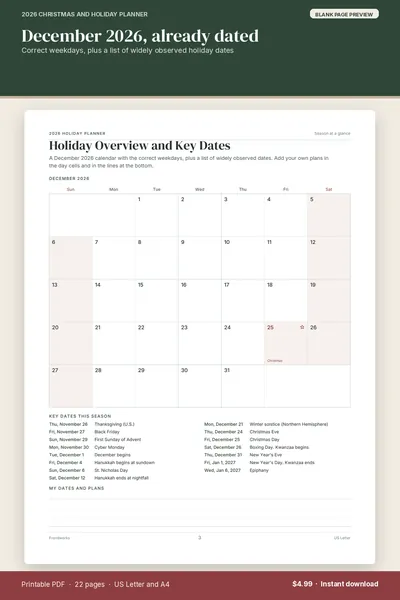 2026 CHRISTMAS AND HOLIDAY PLANNER
BLANK PAGE PREVIEW
December 2026, already dated
Correct weekdays, plus a list of widely observed holiday dates
2026 HOLIDAY PLANNER
Season at a glance
Holiday Overview and Key Dates
A December 2026 calendar with the correct weekdays, plus a list of widely observed dates. Add your own plans in
the day cells and in the lines at the bottom.
DECEMBER 2026
Sun Mon Tue Wed Thu Fri Sat
1 2 3 4 5
6 7 8 9 10 11 12
13 14 15 16 17 18 19
20 21 22 23 24 25 26
Christmas
27 28 29 30 31
KEY DATES THIS SEASON
Thu, November 26 Thanksgiving (U.S.)
Fri, November 27 Black Friday
Sun, November 29 First Sunday of Advent
Mon, November 30 Cyber Monday
Tue, December 1 December begins
Fri, December 4 Hanukkah begins at sundown
Sun, December 6 St. Nicholas Day
Sat, December 12 Hanukkah ends at nightfall
Mon, December 21 Winter solstice (Northern Hemisphere)
Thu, December 24 Christmas Eve
Fri, December 25 Christmas Day
Sat, December 26 Boxing Day, Kwanzaa begins
Thu, December 31 New Year's Eve
Fri, Jan 1, 2027 New Year's Day, Kwanzaa ends
Wed, Jan 6, 2027 Epiphany
MY DATES AND PLANS
3
US Letter
Printable PDF · 22 pages · US Letter and A4
$4.99 · Instant download